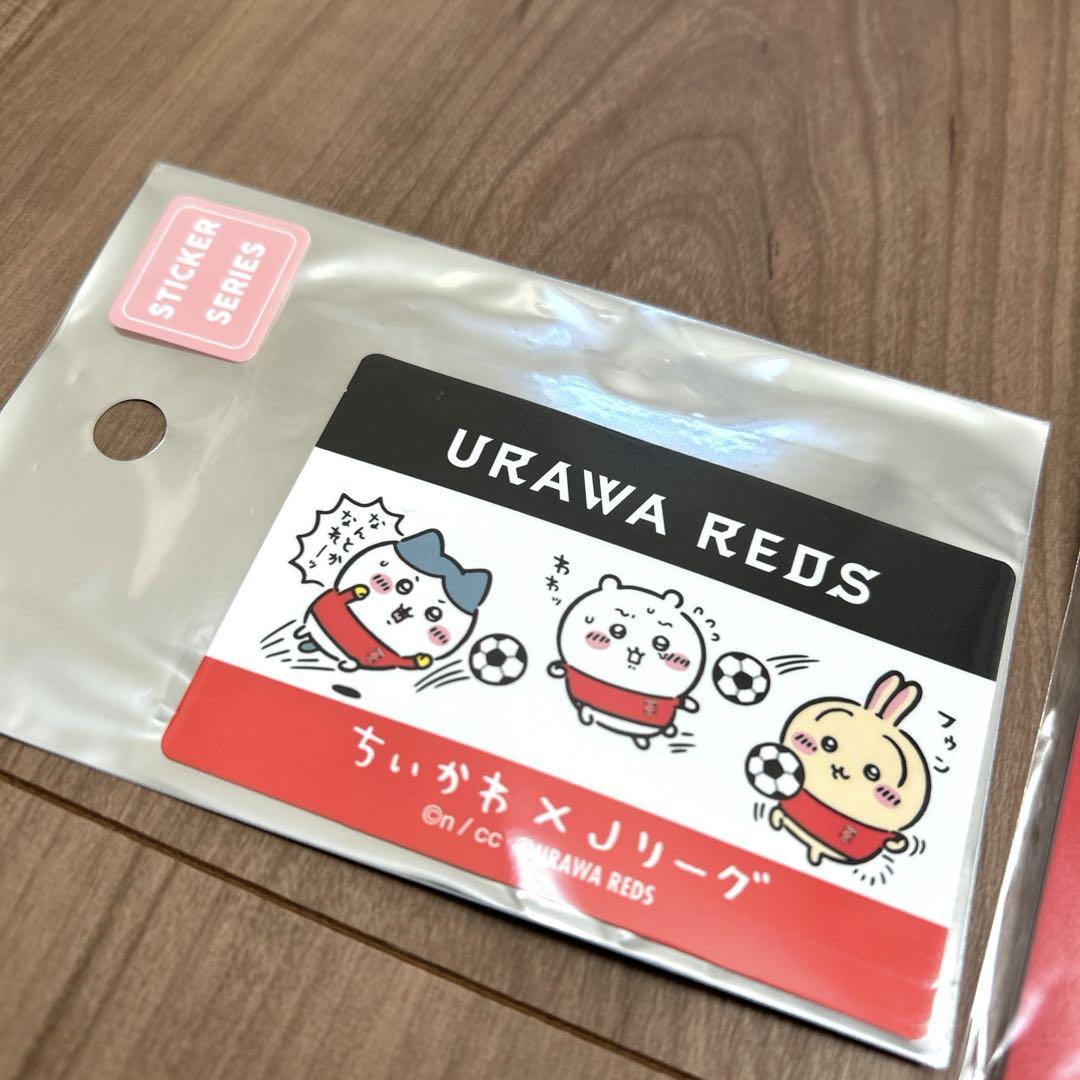 STICKER
SERIES
URAWA REDS
なんとか
なれーッ
わわッ
フゥン
ちいかわ×Jリーグ
©n/cc URAWA REDS